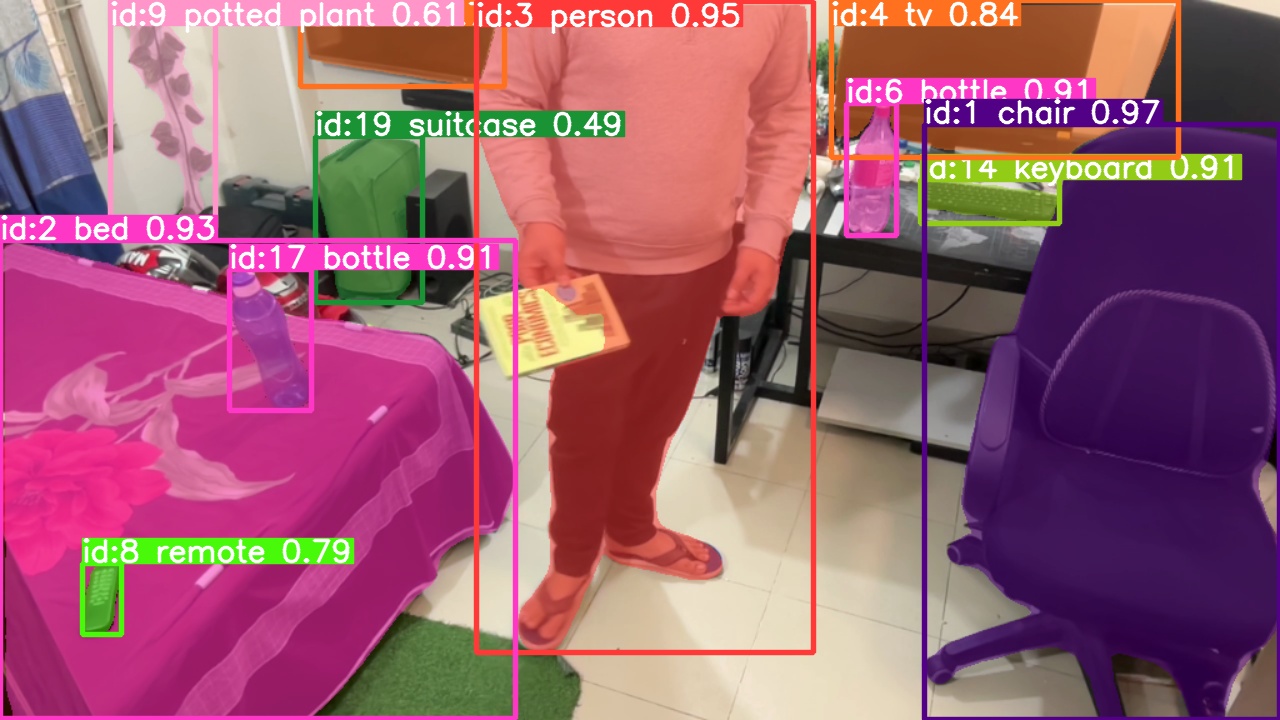 id:9 potted plant 0.61
id:3 person 0.95
id:4 tv 0.84
id:6 bottle 0.91
id:1 chair 0.97
id:19 suitcase 0.49
d:14 keyboard 0.91
id:2 bed 0.93
id:17 bottle 0.91
id:8 remote 0.79